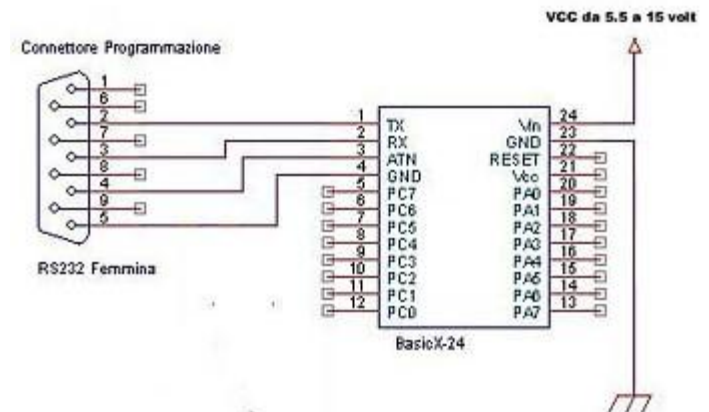 VCC da 5.5 a 15 volt
Connettore Programmazione
1
6
2
7
3
8
4
9
5
RS232 Femmina
1 TX
2 RX
3 ATN
4 GND
5 PC7
6 PC6
7 PC5
8 PC4
9 PC3
10 PC2
11 PC1
12 PC0
Vin 24
GND 23
RESET 22
Vcc 21
PA0 20
PA1 19
PA2 18
PA3 17
PA4 16
PA5 15
PA6 14
PA7 13
BasicX-24